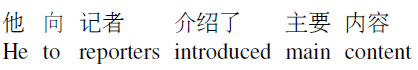 他 向 记者 介绍了 主要 内容
He to reporters introduced main content